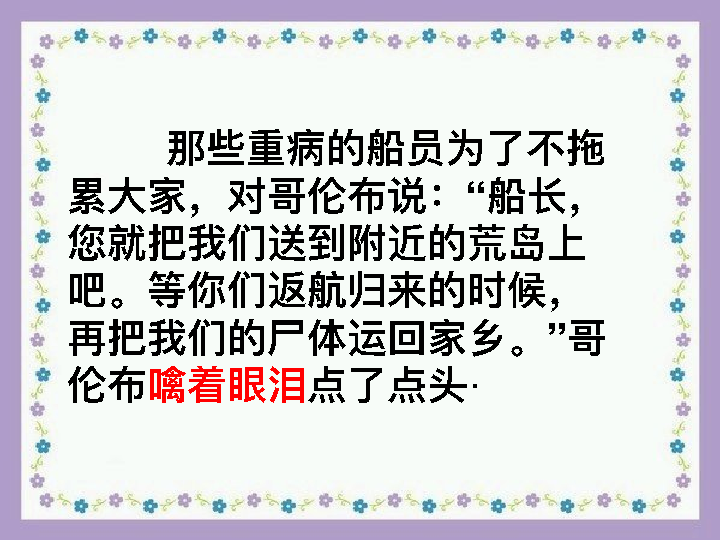 那些重病的船员为了不拖
累大家，对哥伦布说：“船长，
您就把我们送到附近的荒岛上
吧。等你们返航归来的时候，
再把我们的尸体运回家乡。”哥
伦布噙着眼泪点了点头·